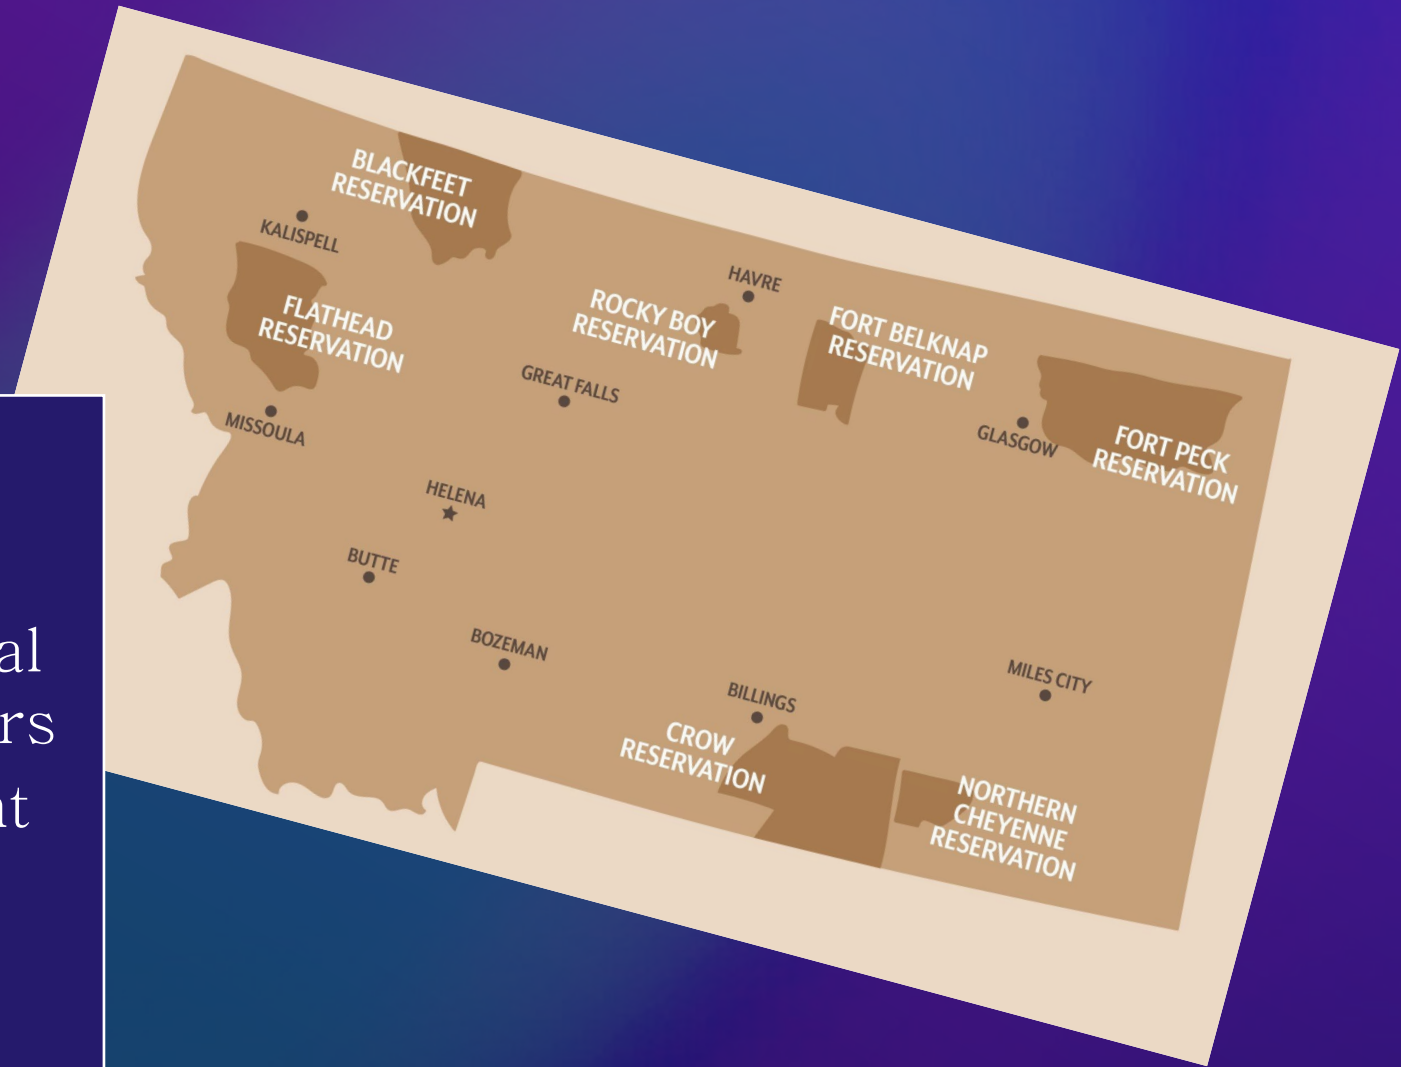 BLACKFEET
RESERVATION
KALISPELL
FLATHEAD
RESERVATION
MISSOULA
HAVRE
ROCKY BOY
RESERVATION
FORT BELKNAP
RESERVATION
GREAT FALLS
GLASGOW
FORT PECK
RESERVATION
HELENA
BUTTE
BOZEMAN
BILLINGS
MILES CITY
CROW
RESERVATION
NORTHERN
CHEYENNE
RESERVATION
al
rs